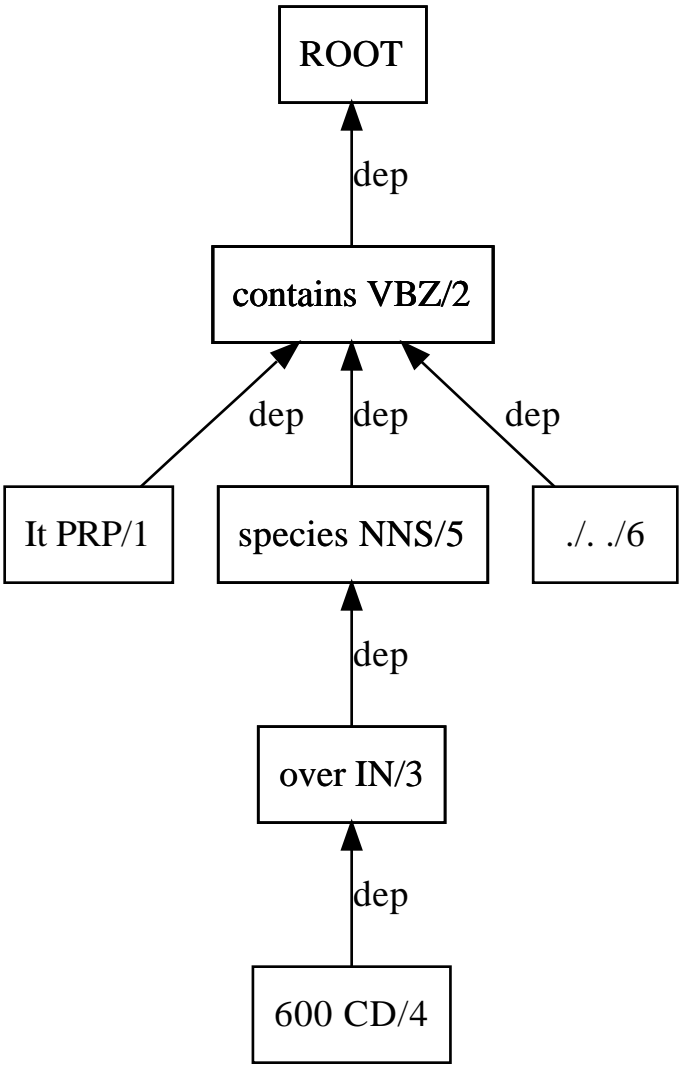 ROOT
dep
contains VBZ/2
dep dep dep
It PRP/1 species NNS/5 ./. ./6
dep
over IN/3
dep
600 CD/4